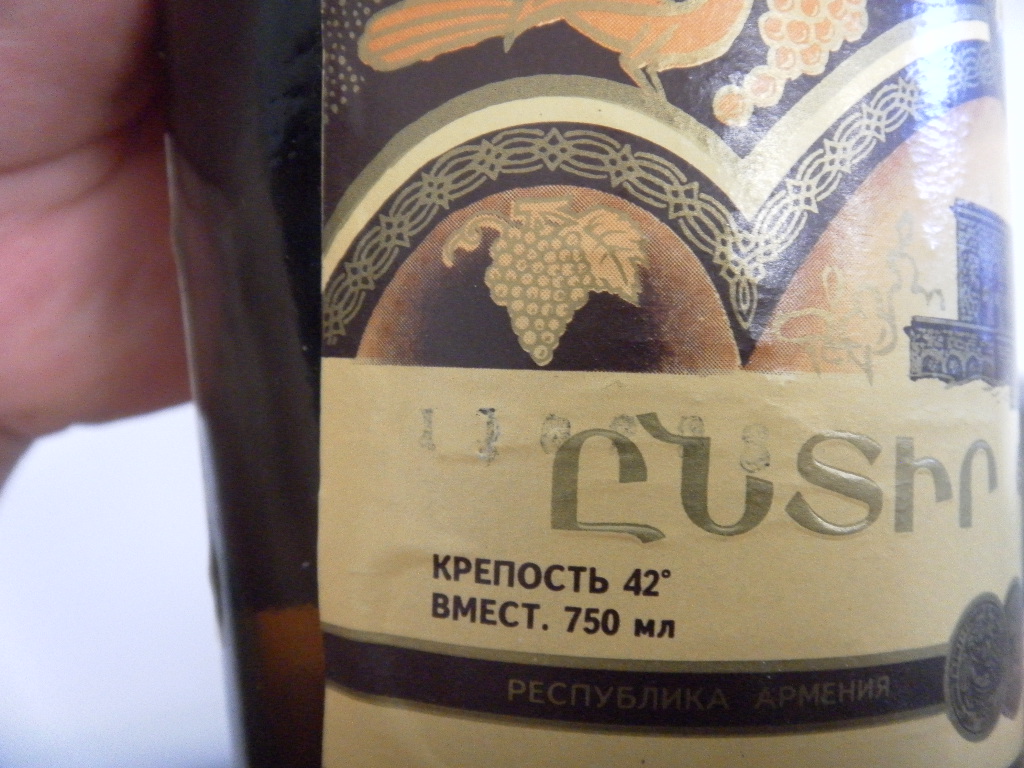 ԸՆՏԻՐ
КРЕПОСТЬ 42°
ВМЕСТ. 750 мл
РЕСПУБЛИКА АРМЕНИЯ